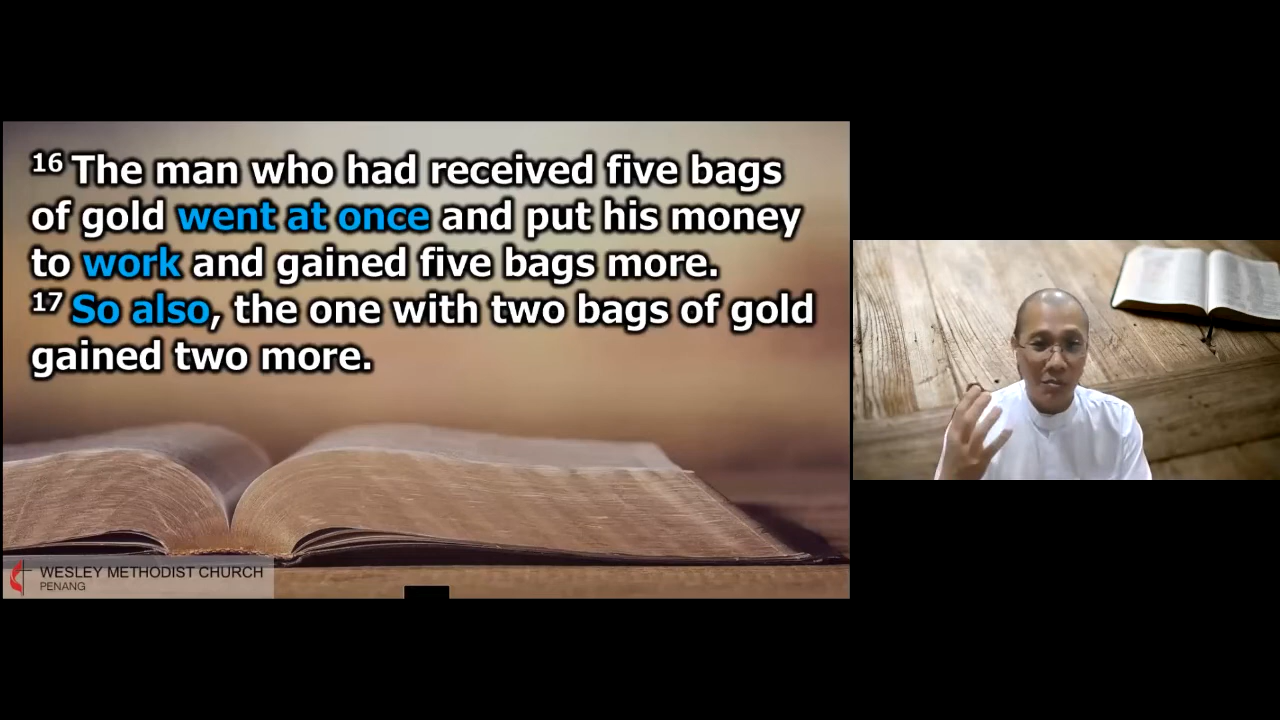 16 The man who had received five bags
of gold went at once and put his money
to work and gained five bags more.
17 So also, the one with two bags of gold
gained two more.
WESLEY METHODIST CHURCH
PENANG